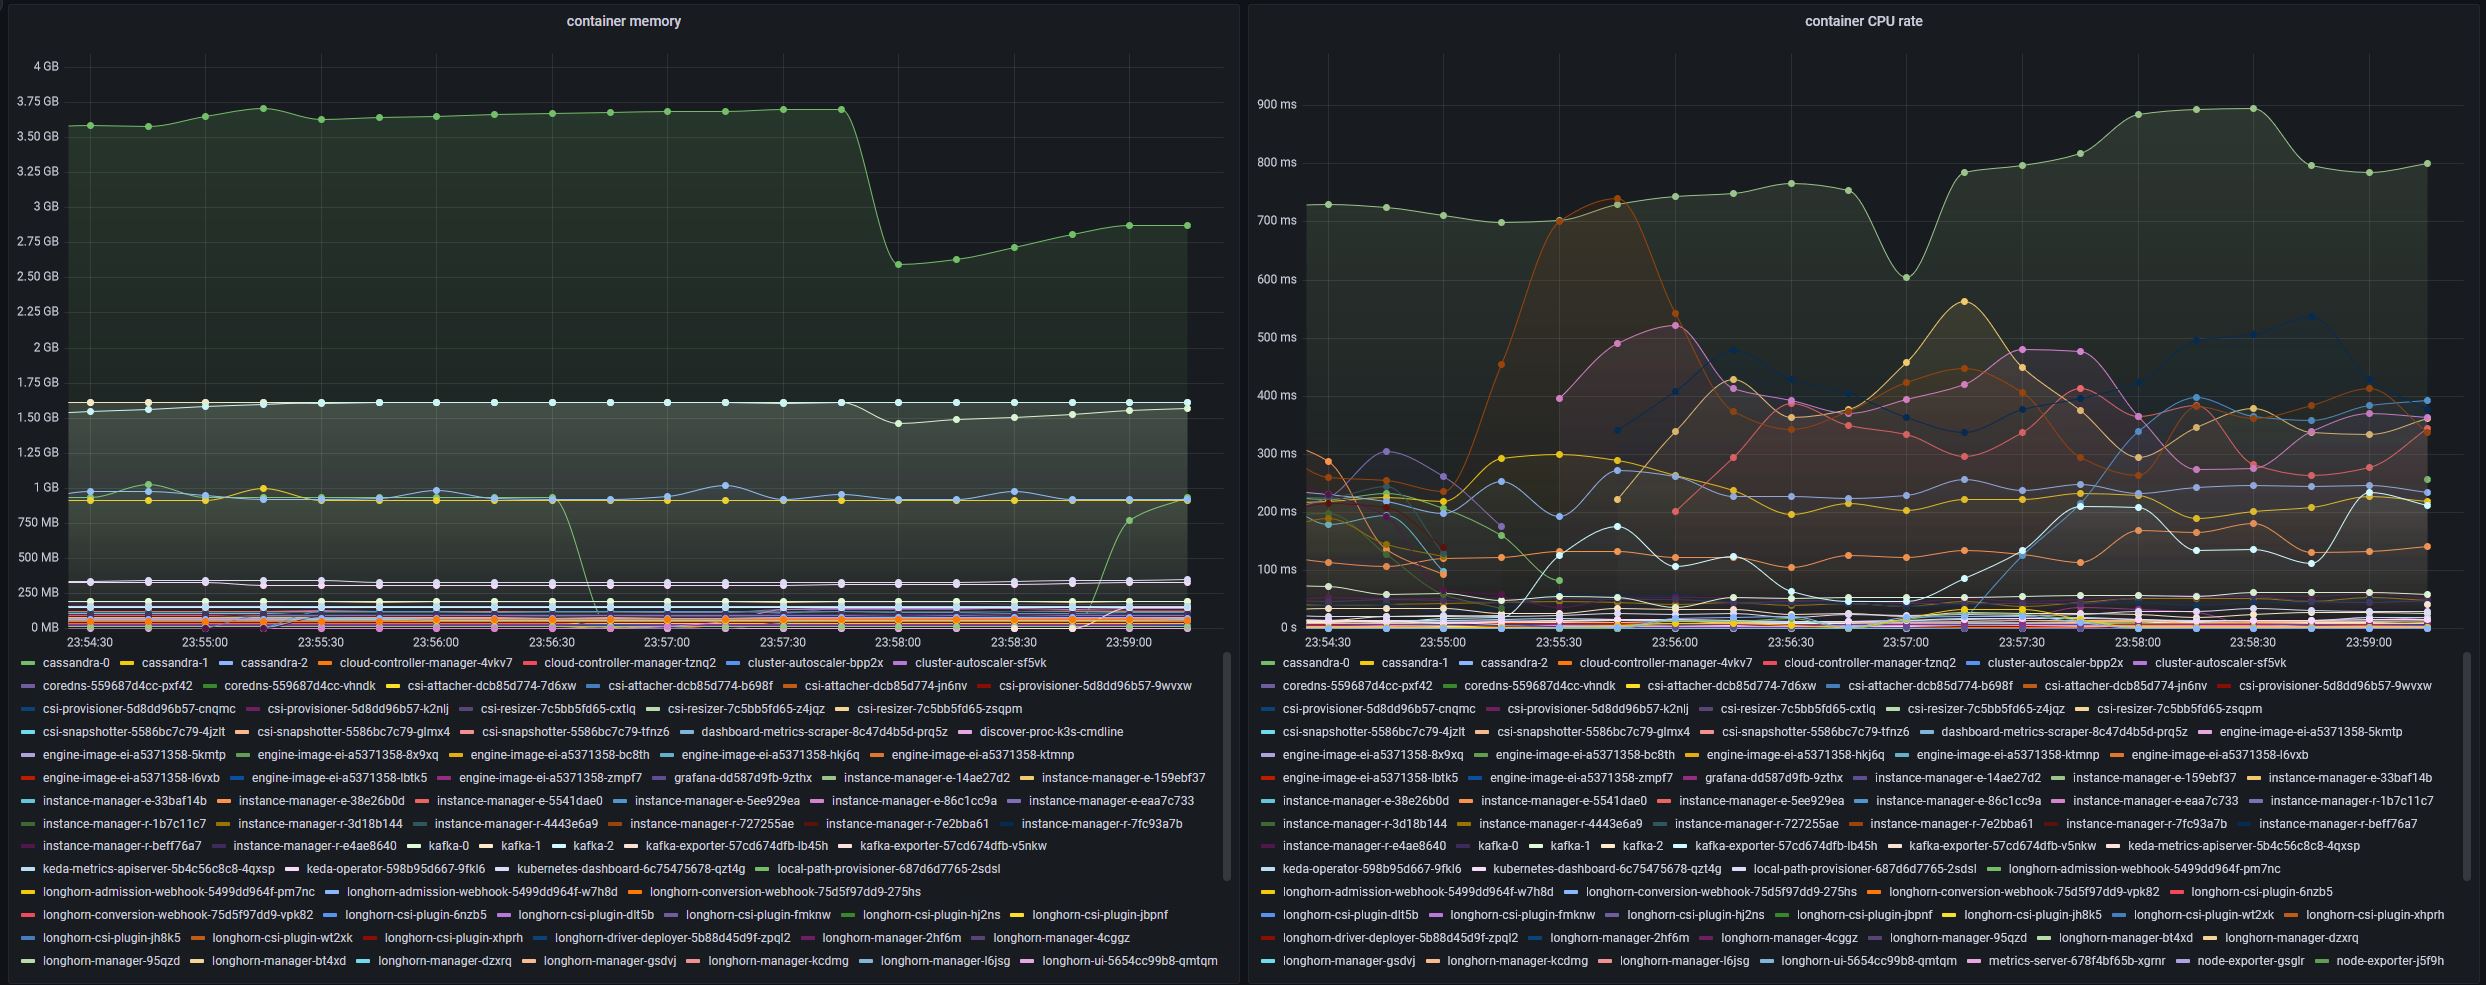 container memory
4 GB
3.75 GB
3.50 GB
3.25 GB
3 GB
2.75 GB
2.50 GB
2.25 GB
2 GB
1.75 GB
1.50 GB
1.25 GB
1 GB
750 MB
500 MB
250 MB
0 MB
23:54:30 23:55:00 23:55:30 23:56:00 23:56:30 23:57:00 23:57:30 23:58:00 23:58:30 23:59:00
cassandra-0 cassandra-1 cassandra-2 cloud-controller-manager-4vkv7 cloud-controller-manager-tznq2 cluster-autoscaler-bpp2x cluster-autoscaler-sf5vk
coredns-559687d4cc-pxf42 coredns-559687d4cc-vhndk csi-attacher-dcb85d774-7d6xw csi-attacher-dcb85d774-b698f csi-attacher-dcb85d774-jn6nv csi-provisioner-5d8dd96b57-9wvxw
csi-provisioner-5d8dd96b57-cnqmc csi-provisioner-5d8dd96b57-k2nlj csi-resizer-7c5bb5fd65-cxtlq csi-resizer-7c5bb5fd65-z4jqz csi-resizer-7c5bb5fd65-zsqpm
csi-snapshotter-5586bc7c79-4jzlt csi-snapshotter-5586bc7c79-glmx4 csi-snapshotter-5586bc7c79-tfnz6 dashboard-metrics-scraper-8c47d4b5d-prq5z discover-proc-k3s-cmdline
engine-image-ei-a5371358-5kmtp engine-image-ei-a5371358-8x9xq engine-image-ei-a5371358-bc8th engine-image-ei-a5371358-hkj6q engine-image-ei-a5371358-ktmnp
engine-image-ei-a5371358-l6vxb engine-image-ei-a5371358-lbtk5 engine-image-ei-a5371358-zmpf7 grafana-dd587d9fb-9zthx instance-manager-e-14ae27d2 instance-manager-e-159ebf37
instance-manager-e-33baf14b instance-manager-e-38e26b0d instance-manager-e-5541dae0 instance-manager-e-5ee929ea instance-manager-e-86c1cc9a instance-manager-e-eaa7c733
instance-manager-r-1b7c11c7 instance-manager-r-3d18b144 instance-manager-r-4443e6a9 instance-manager-r-727255ae instance-manager-r-7e2bba61 instance-manager-r-7fc93a7b
instance-manager-r-beff76a7 instance-manager-r-e4ae8640 kafka-0 kafka-1 kafka-2 kafka-exporter-57cd674dfb-lb45h kafka-exporter-57cd674dfb-v5nkw
keda-metrics-apiserver-5b4c56c8c8-4qxsp keda-operator-598b95d667-9fkl6 kubernetes-dashboard-6c75475678-qzt4g local-path-provisioner-687d6d7765-2sdsl
longhorn-admission-webhook-5499dd964f-pm7nc longhorn-admission-webhook-5499dd964f-w7h8d longhorn-conversion-webhook-75d5f97dd9-275hs
longhorn-conversion-webhook-75d5f97dd9-vpk82 longhorn-csi-plugin-6nzb5 longhorn-csi-plugin-dlt5b longhorn-csi-plugin-fmknw longhorn-csi-plugin-hj2ns longhorn-csi-plugin-jbpnf
longhorn-csi-plugin-jh8k5 longhorn-csi-plugin-wt2xk longhorn-csi-plugin-xhprh longhorn-driver-deployer-5b88d45d9f-zpql2 longhorn-manager-2hf6m longhorn-manager-4cggz
longhorn-manager-95qzd longhorn-manager-bt4xd longhorn-manager-dzxrq longhorn-manager-gsdvj longhorn-manager-kcdmg longhorn-manager-l6jsg longhorn-ui-5654cc99b8-qmtqm
container CPU rate
900 ms
800 ms
700 ms
600 ms
500 ms
400 ms
300 ms
200 ms
100 ms
0 s
23:54:30 23:55:00 23:55:30 23:56:00 23:56:30 23:57:00 23:57:30 23:58:00 23:58:30 23:59:00
cassandra-0 cassandra-1 cassandra-2 cloud-controller-manager-4vkv7 cloud-controller-manager-tznq2 cluster-autoscaler-bpp2x cluster-autoscaler-sf5vk
coredns-559687d4cc-pxf42 coredns-559687d4cc-vhndk csi-attacher-dcb85d774-7d6xw csi-attacher-dcb85d774-b698f csi-attacher-dcb85d774-jn6nv csi-provisioner-5d8dd96b57-9wvxw
csi-provisioner-5d8dd96b57-cnqmc csi-provisioner-5d8dd96b57-k2nlj csi-resizer-7c5bb5fd65-cxtlq csi-resizer-7c5bb5fd65-z4jqz csi-resizer-7c5bb5fd65-zsqpm
csi-snapshotter-5586bc7c79-4jzlt csi-snapshotter-5586bc7c79-glmx4 csi-snapshotter-5586bc7c79-tfnz6 dashboard-metrics-scraper-8c47d4b5d-prq5z engine-image-ei-a5371358-5kmtp
engine-image-ei-a5371358-8x9xq engine-image-ei-a5371358-bc8th engine-image-ei-a5371358-hkj6q engine-image-ei-a5371358-ktmnp engine-image-ei-a5371358-l6vxb
engine-image-ei-a5371358-lbtk5 engine-image-ei-a5371358-zmpf7 grafana-dd587d9fb-9zthx instance-manager-e-14ae27d2 instance-manager-e-159ebf37 instance-manager-e-33baf14b
instance-manager-e-38e26b0d instance-manager-e-5541dae0 instance-manager-e-5ee929ea instance-manager-e-86c1cc9a instance-manager-e-eaa7c733 instance-manager-r-1b7c11c7
instance-manager-r-3d18b144 instance-manager-r-4443e6a9 instance-manager-r-727255ae instance-manager-r-7e2bba61 instance-manager-r-7fc93a7b instance-manager-r-beff76a7
instance-manager-r-e4ae8640 kafka-0 kafka-1 kafka-2 kafka-exporter-57cd674dfb-lb45h kafka-exporter-57cd674dfb-v5nkw keda-metrics-apiserver-5b4c56c8c8-4qxsp
keda-operator-598b95d667-9fkl6 kubernetes-dashboard-6c75475678-qzt4g local-path-provisioner-687d6d7765-2sdsl longhorn-admission-webhook-5499dd964f-pm7nc
longhorn-admission-webhook-5499dd964f-w7h8d longhorn-conversion-webhook-75d5f97dd9-275hs longhorn-conversion-webhook-75d5f97dd9-vpk82 longhorn-csi-plugin-6nzb5
longhorn-csi-plugin-dlt5b longhorn-csi-plugin-fmknw longhorn-csi-plugin-hj2ns longhorn-csi-plugin-jbpnf longhorn-csi-plugin-jh8k5 longhorn-csi-plugin-wt2xk longhorn-csi-plugin-xhprh
longhorn-driver-deployer-5b88d45d9f-zpql2 longhorn-manager-2hf6m longhorn-manager-4cggz longhorn-manager-95qzd longhorn-manager-bt4xd longhorn-manager-dzxrq
longhorn-manager-gsdvj longhorn-manager-kcdmg longhorn-manager-l6jsg longhorn-ui-5654cc99b8-qmtqm metrics-server-678f4bf65b-xgrnr node-exporter-gsglr node-exporter-j5f9h